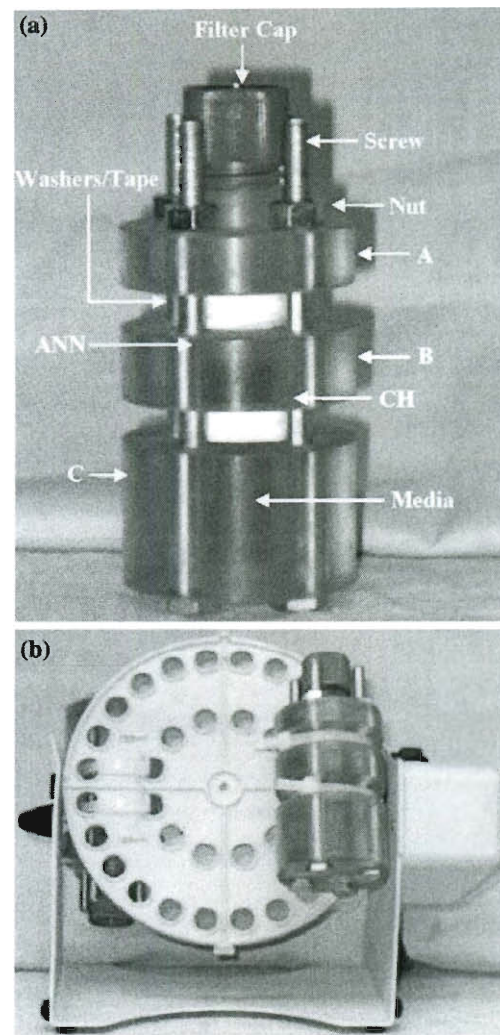 (a)
Filter Cap
Screw
Washers/Tape
Nut
A
ANN
B
CH
C
Media
(b)